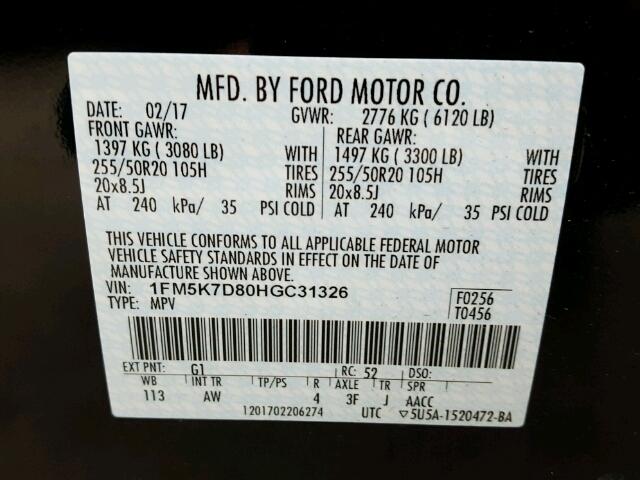 MFD. BY FORD MOTOR CO.
DATE: 02/17 GVWR: 2776 KG ( 6120 LB)
FRONT GAWR: REAR GAWR:
1397 KG ( 3080 LB) WITH 1497 KG ( 3300 LB) WITH
255/50R20 105H TIRES 255/50R20 105H TIRES
20x8.5J RIMS 20x8.5J RIMS
AT 240 kPa/ 35 PSI COLD AT 240 kPa/ 35 PSI COLD
THIS VEHICLE CONFORMS TO ALL APPLICABLE FEDERAL MOTOR
VEHICLE SAFETY STANDARDS IN EFFECT ON THE DATE OF
MANUFACTURE SHOWN ABOVE.
VIN: 1FM5K7D80HGC31326 F0256
TYPE: MPV T0456
EXT PNT: G1 RC: 52 DSO:
WB INT TR TP/PS R AXLE TR SPR
113 AW 4 3F J AACC
1201702206274 UTC ▽5U5A-1520472-BA